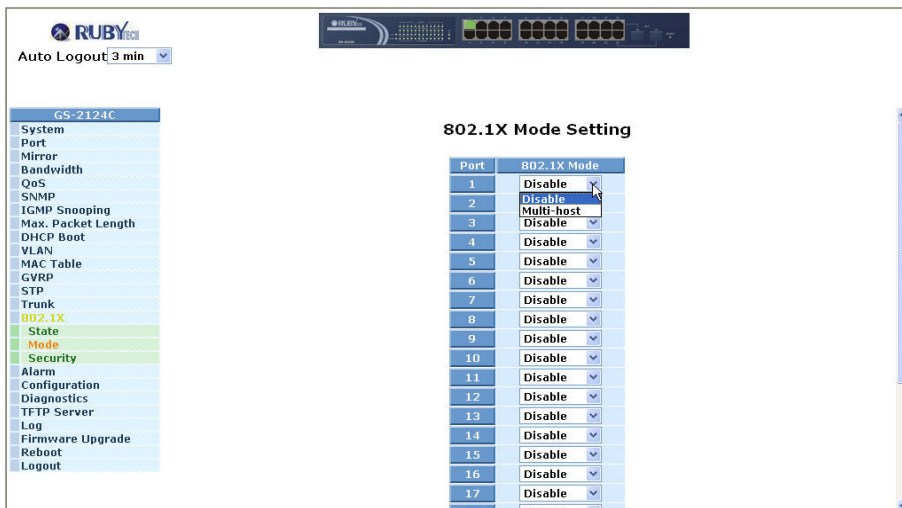 RUBYTECH
Auto Logout 3 min
GS-2124C
System
Port
Mirror
Bandwidth
QoS
SNMP
IGMP Snooping
Max. Packet Length
DHCP Boot
VLAN
MAC Table
GVRP
STP
Trunk
802.1X
State
Mode
Security
Alarm
Configuration
Diagnostics
TFTP Server
Log
Firmware Upgrade
Reboot
Logout
802.1X Mode Setting
Port 802.1X Mode
1 Disable
Disable
2
Multi-host
3 Disable
4 Disable
5 Disable
6 Disable
7 Disable
8 Disable
9 Disable
10 Disable
11 Disable
12 Disable
13 Disable
14 Disable
15 Disable
16 Disable
17 Disable